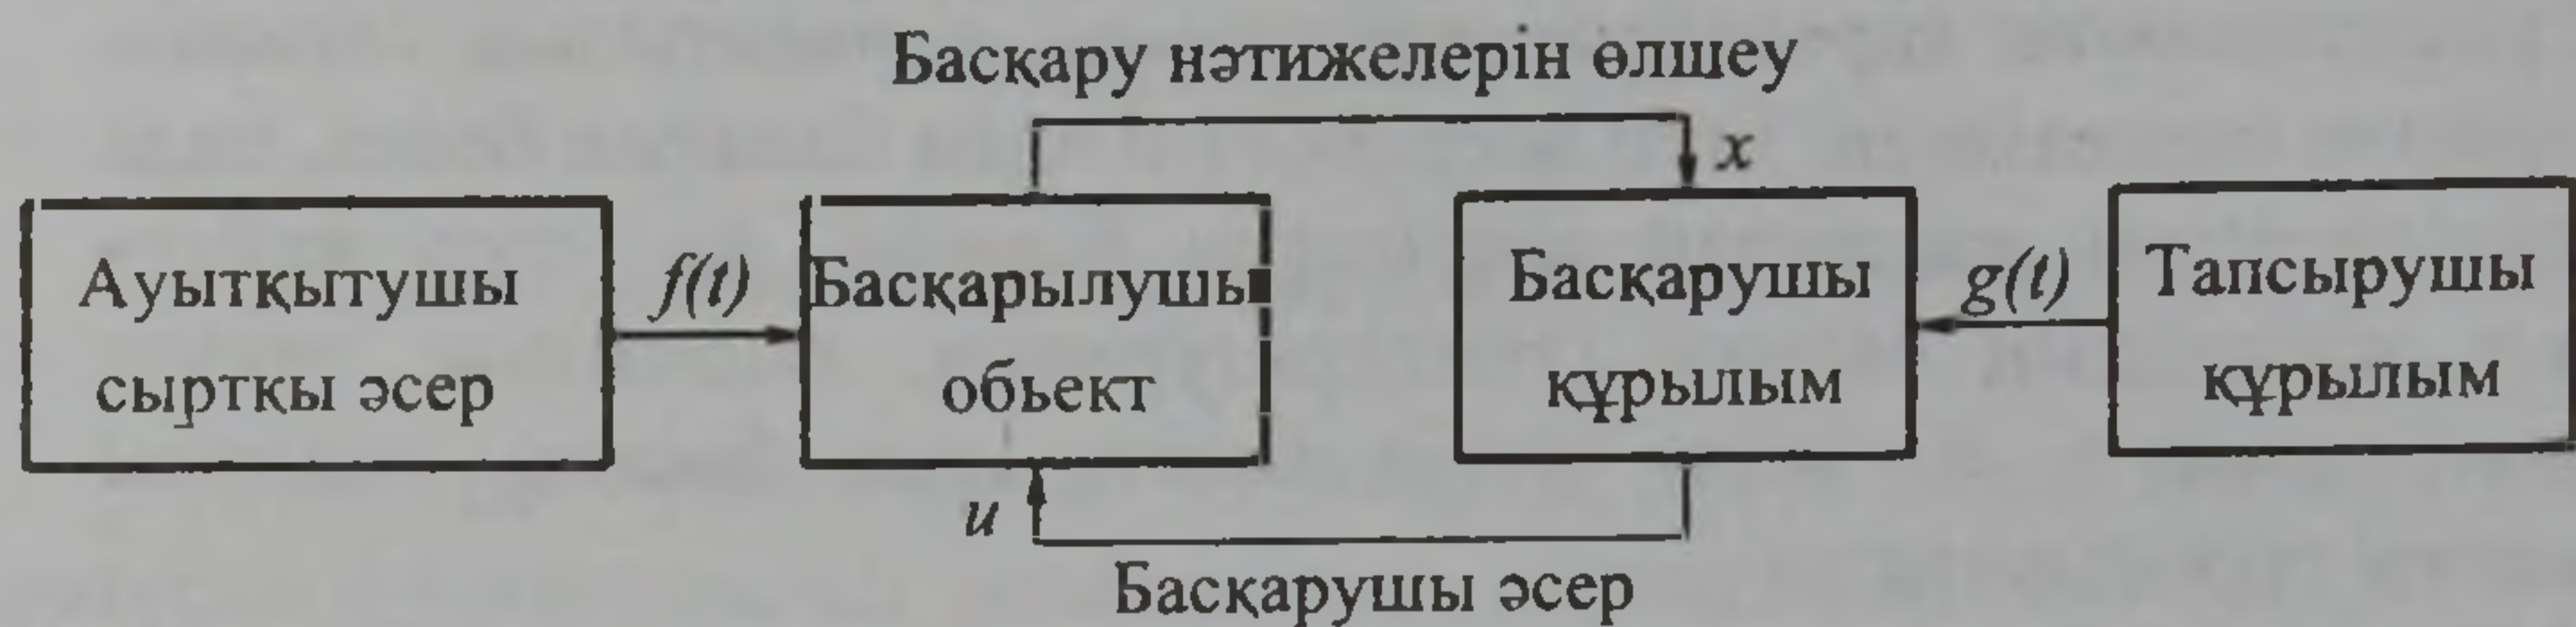 Басқару нәтижелерін өлшеу
x
Ауытқытушы
сыртқы әсер
f(t)
Басқарылушы
обьект
Басқарушы
құрылым
g(t)
Тапсырушы
құрылым
u
Басқарушы әсер